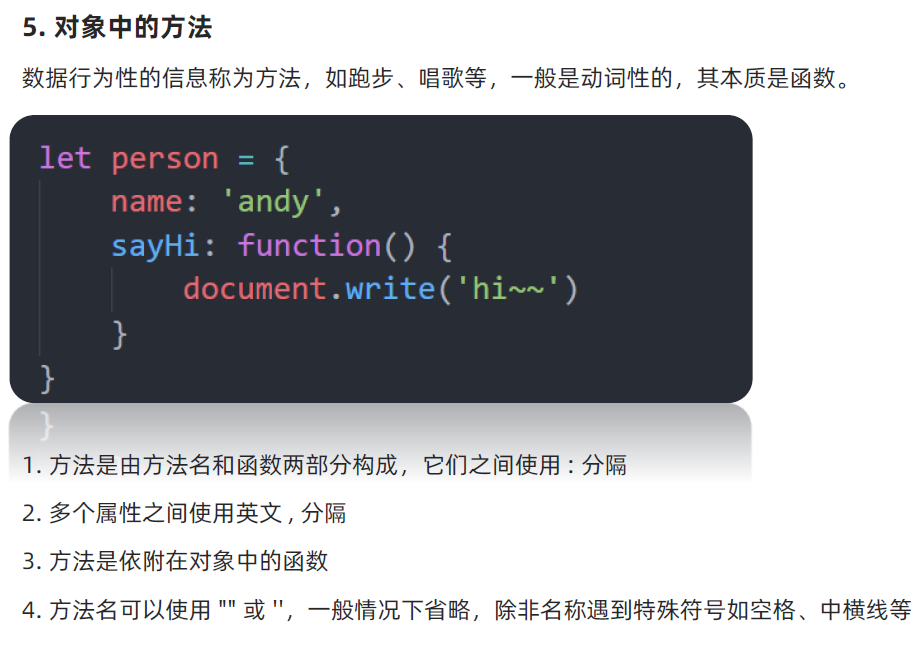 5. 对象中的方法
数据行为性的信息称为方法，如跑步、唱歌等，一般是动词性的，其本质是函数。
let person = {
    name: 'andy',
    sayHi: function() {
        document.write('hi~~')
    }
}
}
1. 方法是由方法名和函数两部分构成，它们之间使用 : 分隔
2. 多个属性之间使用英文 , 分隔
3. 方法是依附在对象中的函数
4. 方法名可以使用 "" 或 ''，一般情况下省略，除非名称遇到特殊符号如空格、中横线等